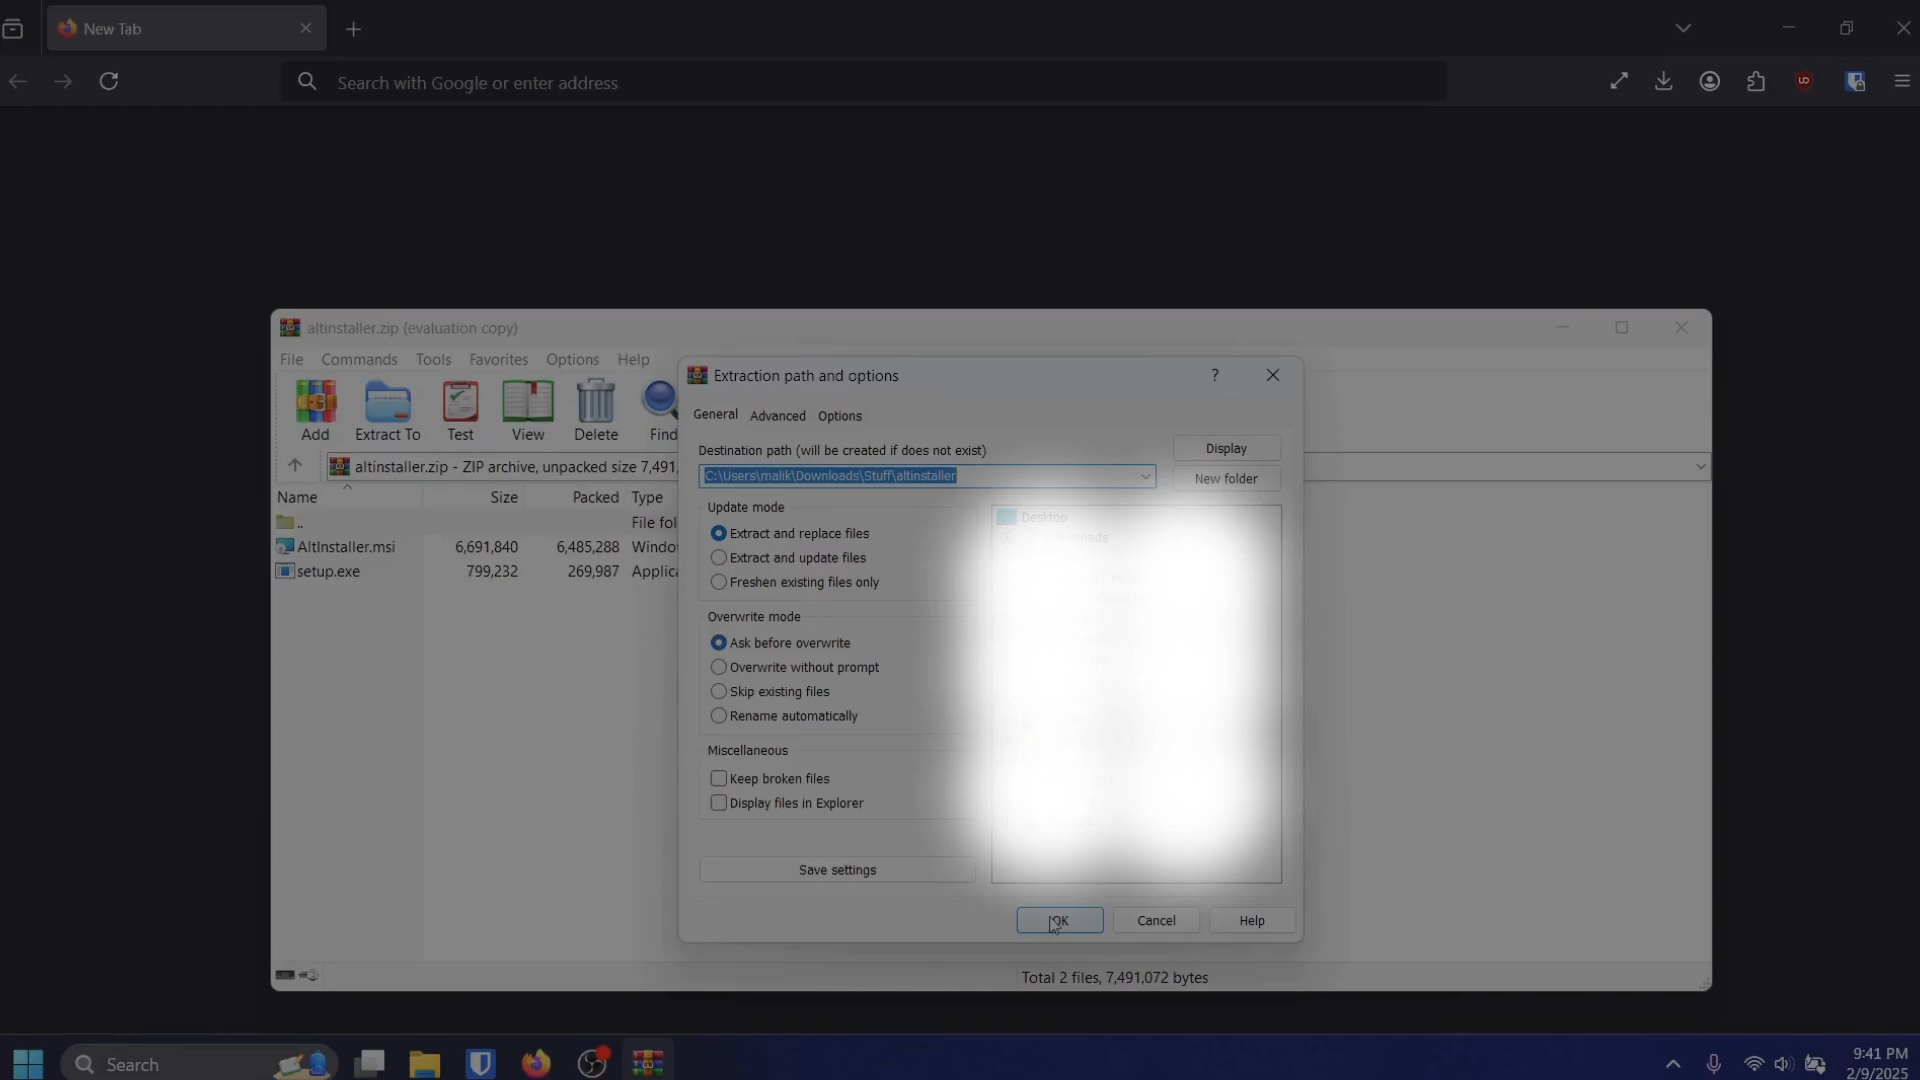 New Tab
Search with Google or enter address
altinstaller.zip (evaluation copy)
File Commands Tools Favorites Options Help
Add Extract To Test View Delete Find
altinstaller.zip - ZIP archive, unpacked size 7,491,
Name Size Packed Type
.. File fol
AltInstaller.msi 6,691,840 6,485,288 Windo
setup.exe 799,232 269,987 Applica
Total 2 files, 7,491,072 bytes
Extraction path and options
?
General Advanced Options
Destination path (will be created if does not exist)
Display
C:\Users\malik\Downloads\Stuff\altinstaller
New folder
Update mode
Extract and replace files
Extract and update files
Freshen existing files only
Overwrite mode
Ask before overwrite
Overwrite without prompt
Skip existing files
Rename automatically
Miscellaneous
Keep broken files
Display files in Explorer
Save settings
Desktop
OK Cancel Help
Search
9:41 PM
2/9/2025